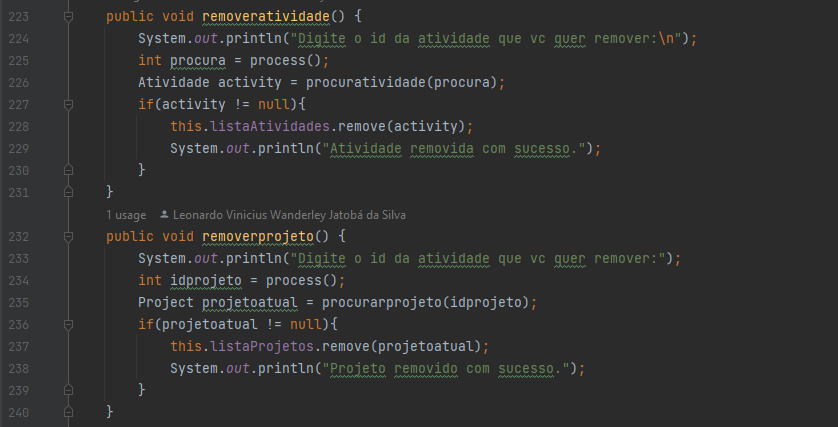 223 public void removeratividade() {
224 System.out.println("Digite o id da atividade que vc quer remover:\n");
225 int procura = process();
226 Atividade activity = procuratividade(procura);
227 if(activity != null){
228 this.listaAtividades.remove(activity);
229 System.out.println("Atividade removida com sucesso.");
230 }
231 }
1 usage Leonardo Vinicius Wanderley Jatobá da Silva
232 public void removerprojeto() {
233 System.out.println("Digite o id da atividade que vc quer remover:");
234 int idprojeto = process();
235 Project projetoatual = procurarprojeto(idprojeto);
236 if(projetoatual != null){
237 this.listaProjetos.remove(projetoatual);
238 System.out.println("Projeto removido com sucesso.");
239 }
240 }